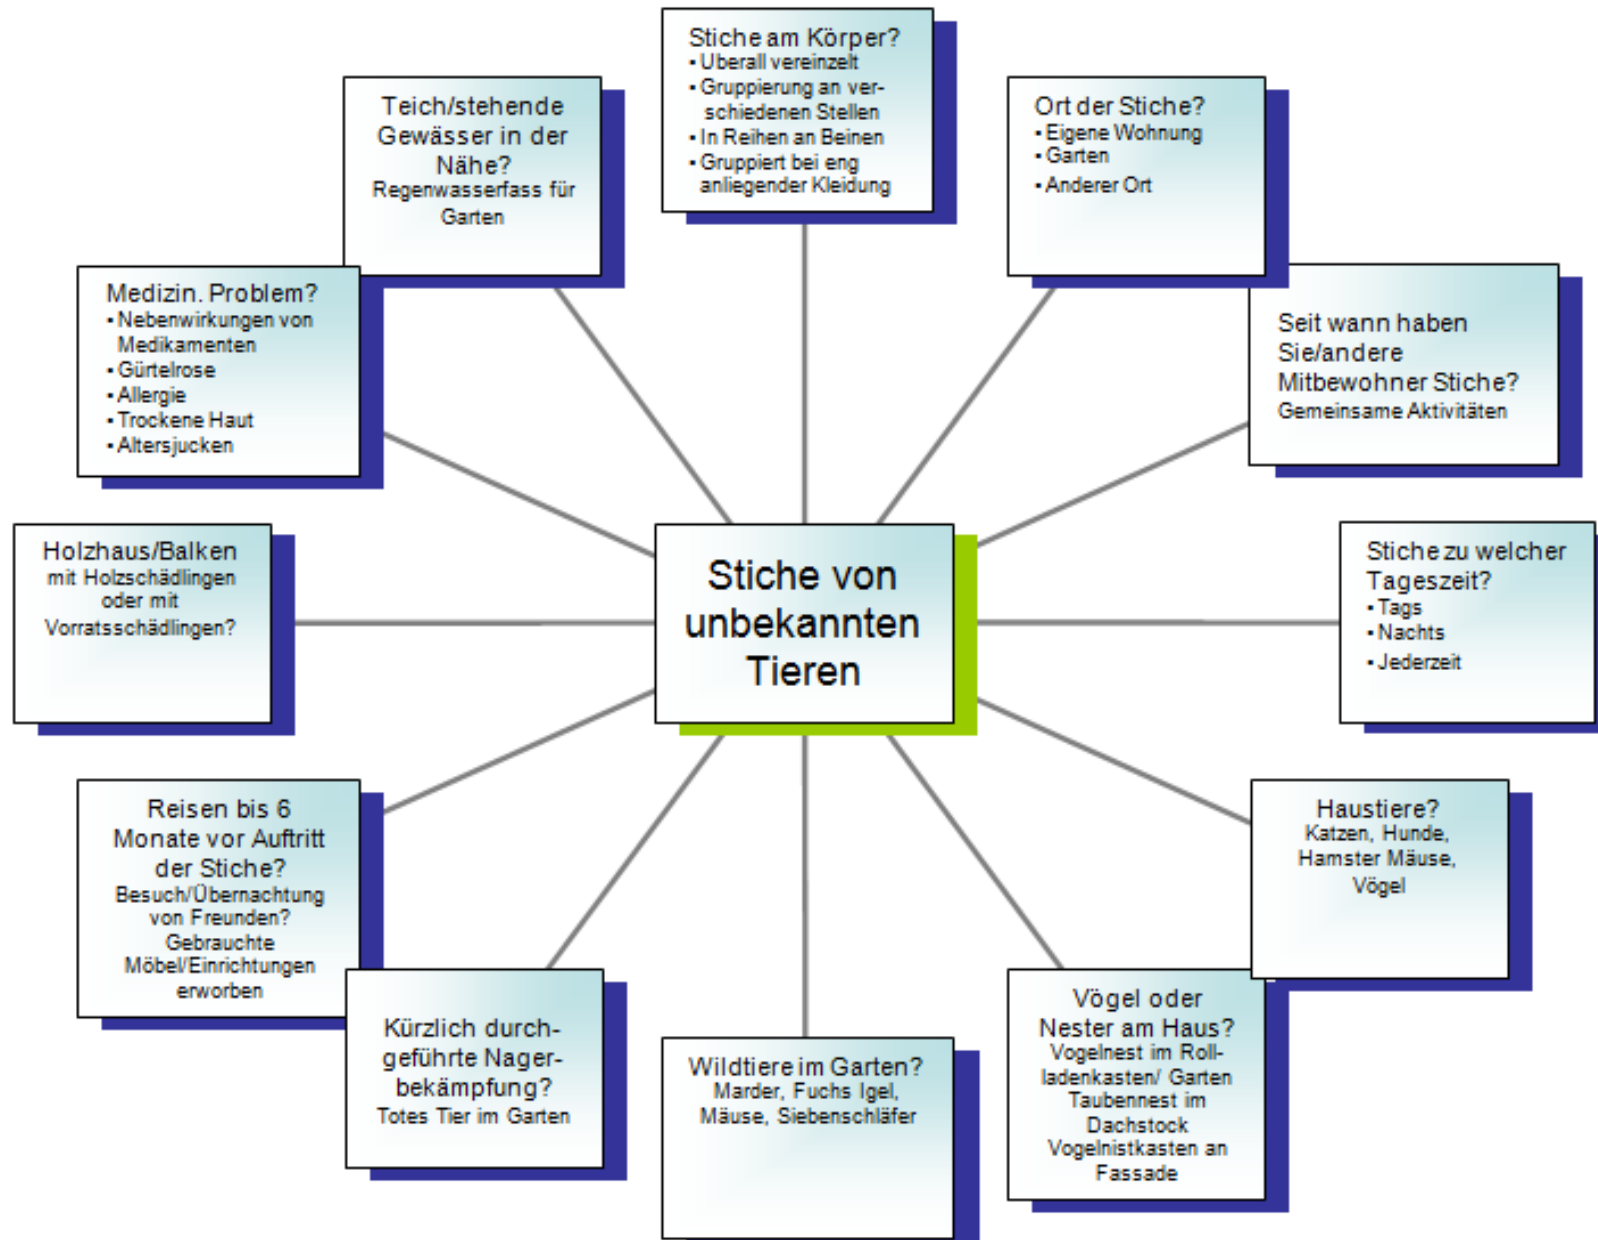 Stiche am Körper?
▪ Uberall vereinzelt
▪ Gruppierung an ver-
schiedenen Stellen
▪ In Reihen an Beinen
▪ Gruppiert bei eng
anliegender Kleidung
Teich/stehende
Gewässer in der
Nähe?
Regenwasserfass für
Garten
Ort der Stiche?
▪ Eigene Wohnung
▪ Garten
▪ Anderer Ort
Medizin. Problem?
▪ Nebenwirkungen von
Medikamenten
▪ Gürtelrose
▪ Allergie
▪ Trockene Haut
▪ Altersjucken
Seit wann haben
Sie/andere
Mitbewohner Stiche?
Gemeinsame Aktivitäten
Holzhaus/Balken
mit Holzschädlingen
oder mit
Vorratsschädlingen?
Stiche von
unbekannten
Tieren
Stiche zu welcher
Tageszeit?
▪ Tags
▪ Nachts
▪ Jederzeit
Reisen bis 6
Monate vor Auftritt
der Stiche?
Besuch/Übernachtung
von Freunden?
Gebrauchte
Möbel/Einrichtungen
erworben
Haustiere?
Katzen, Hunde,
Hamster Mäuse,
Vögel
Kürzlich durch-
geführte Nager-
bekämpfung?
Totes Tier im Garten
Wildtiere im Garten?
Marder, Fuchs Igel,
Mäuse, Siebenschläfer
Vögel oder
Nester am Haus?
Vogelnest im Roll-
ladenkasten/ Garten
Taubennest im
Dachstock
Vogelnistkasten an
Fassade